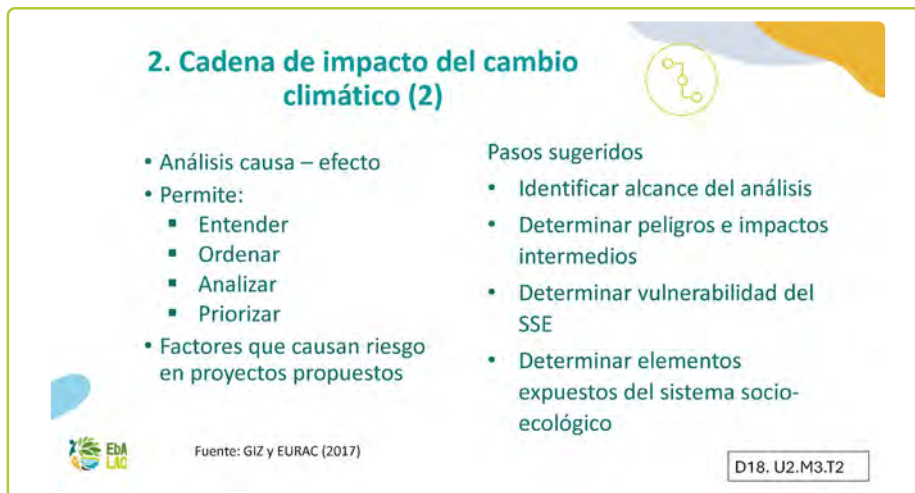 2. Cadena de impacto del cambio
climático (2)
• Análisis causa – efecto
• Permite:
▪ Entender
▪ Ordenar
▪ Analizar
▪ Priorizar
• Factores que causan riesgo
en proyectos propuestos
Pasos sugeridos
• Identificar alcance del análisis
• Determinar peligros e impactos
intermedios
• Determinar vulnerabilidad del
SSE
• Determinar elementos
expuestos del sistema socio-
ecológico
EbA
LAC
Fuente: GIZ y EURAC (2017)
D18. U2.M3.T2